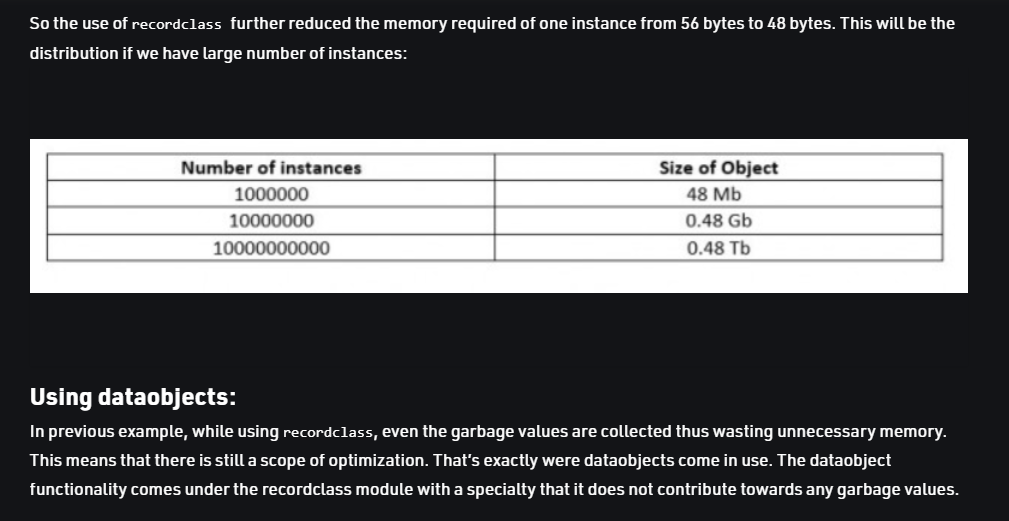 So the use of recordclass further reduced the memory required of one instance from 56 bytes to 48 bytes. This will be the
distribution if we have large number of instances:
Number of instances Size of Object
1000000 48 Mb
10000000 0.48 Gb
10000000000 0.48 Tb
Using dataobjects:
In previous example, while using recordclass, even the garbage values are collected thus wasting unnecessary memory.
This means that there is still a scope of optimization. That's exactly were dataobjects come in use. The dataobject
functionality comes under the recordclass module with a specialty that it does not contribute towards any garbage values.